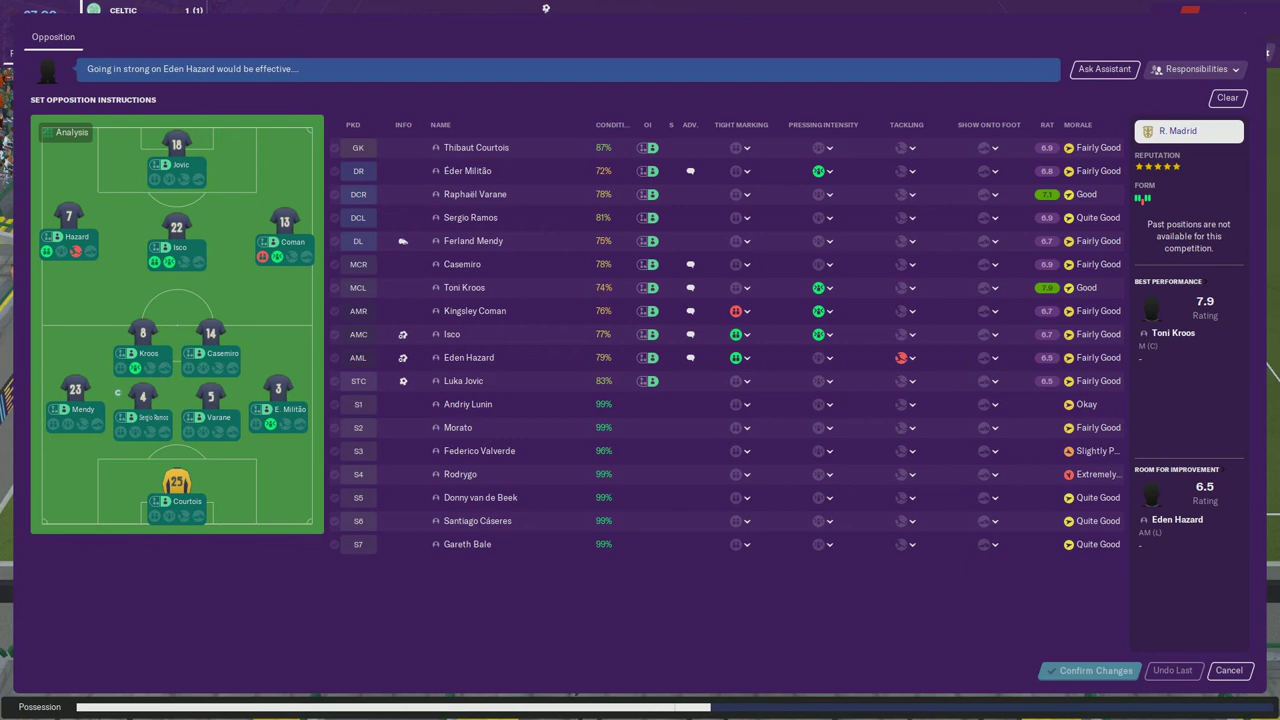 CELTIC 1 (1)
Opposition
Going in strong on Eden Hazard would be effective...
Ask Assistant
Responsibilities
SET OPPOSITION INSTRUCTIONS
Clear
Analysis
18
Jovic
7
Hazard
22
Isco
13
Coman
8
Kroos
14
Casemiro
23
Mendy
C
4
Sergio Ramos
5
Varane
3
E. Militão
25
Courtois
PKD INFO NAME CONDITI... OI S ADV. TIGHT MARKING PRESSING INTENSITY TACKLING SHOW ONTO FOOT RAT MORALE
GK Thibaut Courtois 87% 6.9 Fairly Good
DR Éder Militão 72% 6.8 Fairly Good
DCR Raphaël Varane 78% 7.1 Good
DCL Sergio Ramos 81% 6.9 Quite Good
DL Ferland Mendy 75% 6.7 Fairly Good
MCR Casemiro 78% 6.9 Fairly Good
MCL Toni Kroos 74% 7.9 Good
AMR Kingsley Coman 76% 6.7 Fairly Good
AMC Isco 77% 6.7 Fairly Good
AML Eden Hazard 79% 6.5 Fairly Good
STC Luka Jovic 83% 6.5 Fairly Good
S1 Andriy Lunin 99% Okay
S2 Morato 99% Fairly Good
S3 Federico Valverde 96% Slightly P...
S4 Rodrygo 99% Extremely...
S5 Donny van de Beek 99% Quite Good
S6 Santiago Cáseres 99% Quite Good
S7 Gareth Bale 99% Quite Good
R. Madrid
REPUTATION
FORM
Past positions are not
available for this
competition.
BEST PERFORMANCE
7.9
Rating
Toni Kroos
M (C)
-
ROOM FOR IMPROVEMENT
6.5
Rating
Eden Hazard
AM (L)
-
Confirm Changes
Undo Last
Cancel
Possession